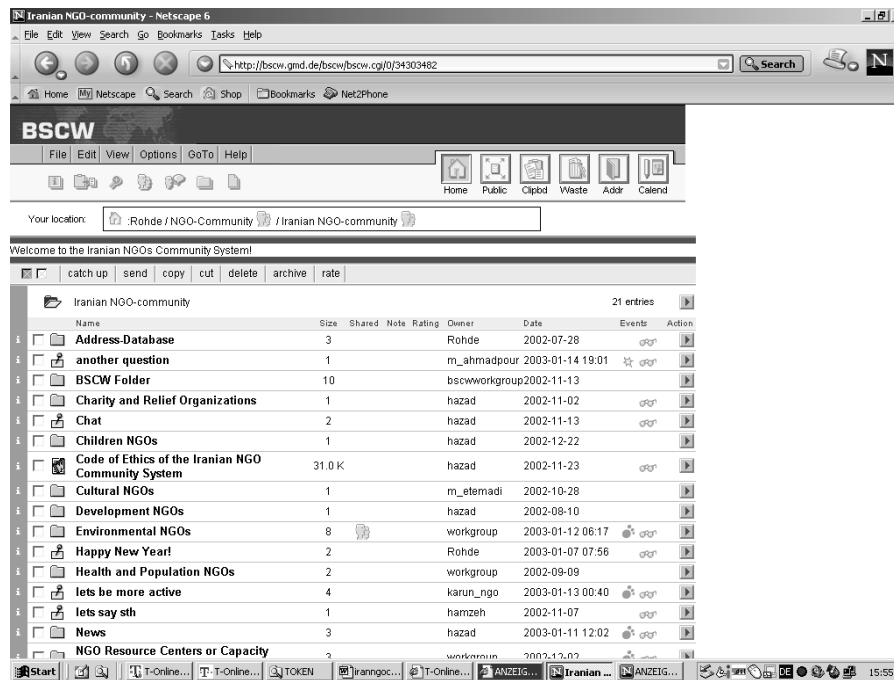 Iranian NGO-community - Netscape 6
File Edit View Search Go Bookmarks Tasks Help
http://bscw.gmd.de/bscw/bscw.cgi/0/34303482 Search N
Home My Netscape Search Shop Bookmarks Net2Phone
BSCW
File Edit View Options GoTo Help
Home Public Clipbd Waste Addr Calend
Your location: :Rohde / NGO-Community / Iranian NGO-community
Welcome to the Iranian NGOs Community System!
catch up send copy cut delete archive rate
Iranian NGO-community 21 entries
Name Size Shared Note Rating Owner Date Events Action
Address-Database 3 Rohde 2002-07-28
another question 1 m_ahmadpour 2003-01-14 19:01
BSCW Folder 10 bscwworkgroup 2002-11-13
Charity and Relief Organizations 1 hazad 2002-11-02
Chat 2 hazad 2002-11-13
Children NGOs 1 hazad 2002-12-22
Code of Ethics of the Iranian NGO
Community System 31.0 K hazad 2002-11-23
Cultural NGOs 1 m_etemadi 2002-10-28
Development NGOs 1 hazad 2002-08-10
Environmental NGOs 8 workgroup 2003-01-12 06:17
Happy New Year! 2 Rohde 2003-01-07 07:56
Health and Population NGOs 2 workgroup 2002-09-09
lets be more active 4 karun_ngo 2003-01-13 00:40
lets say sth 1 hamzeh 2002-11-07
News 3 hazad 2003-01-11 12:02
NGO Resource Centers or Capacity 3 workgroup 2002-12-02
Start T-Online... T-Online... TOKEN iranngoc... T-Online... ANZEIG... Iranian ... ANZEIG... DE 15:55